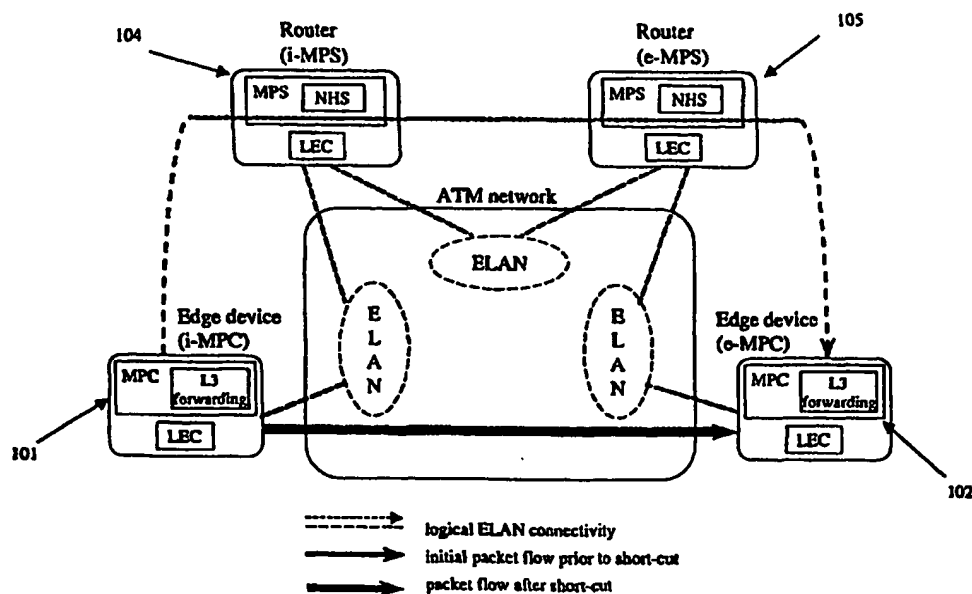 104
Router
(i-MPS)
Router
(e-MPS)
105
MPS
NHS
LEC
MPS
NHS
LEC
ATM network
ELAN
ELAN
ELAN
Edge device
(i-MPC)
Edge device
(e-MPC)
MPC
L3
forwarding
LEC
MPC
L3
forwarding
LEC
101
102
logical ELAN connectivity
initial packet flow prior to short-cut
packet flow after short-cut